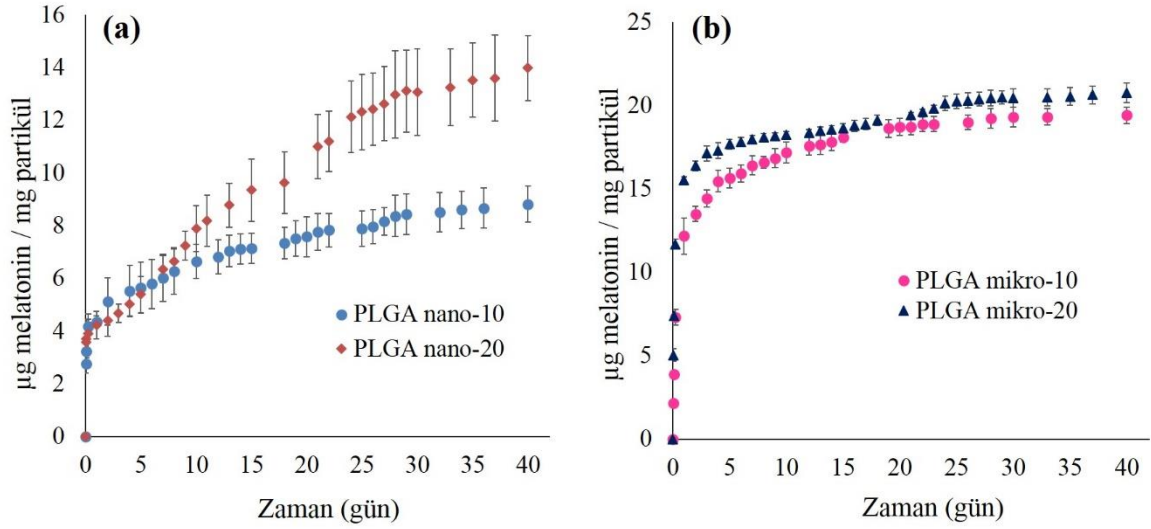 (a)
µg melatonin / mg partikül
16
14
12
10
8
6
4
2
0
0 5 10 15 20 25 30 35 40
Zaman (gün)
PLGA nano-10
PLGA nano-20
(b)
µg melatonin / mg partikül
25
20
15
10
5
0
0 5 10 15 20 25 30 35 40
Zaman (gün)
PLGA mikro-10
PLGA mikro-20